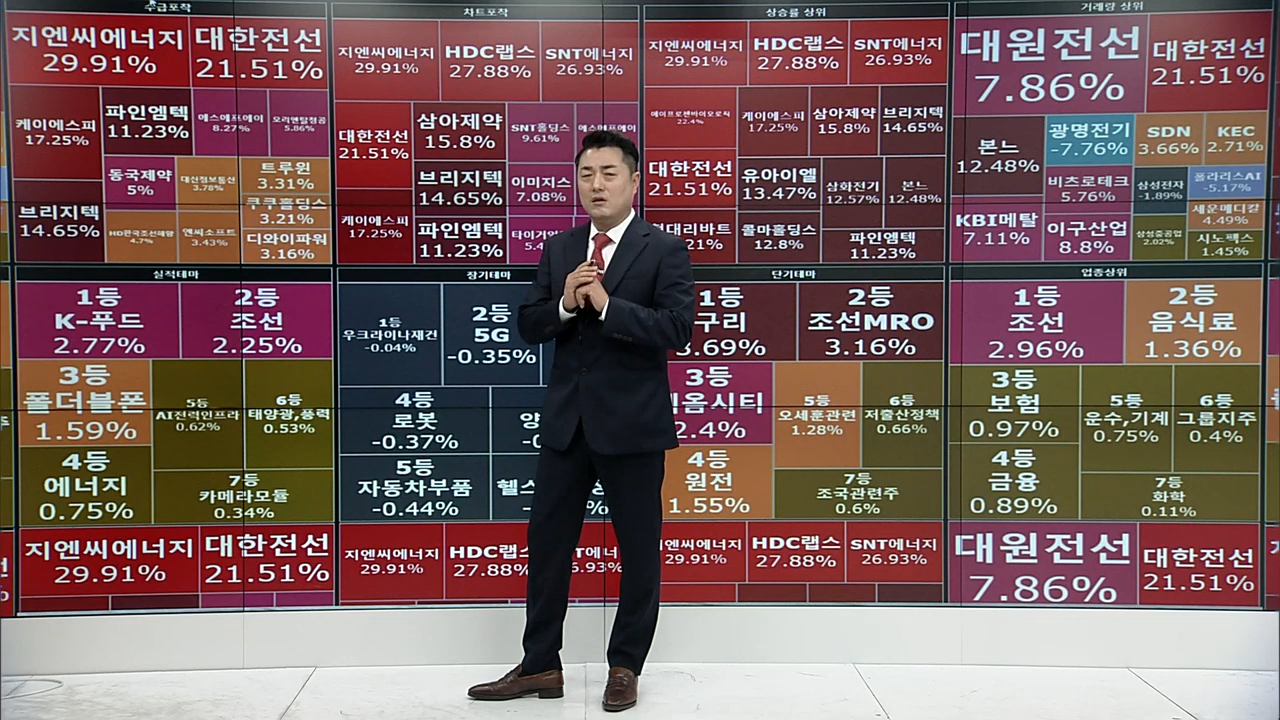 수급포착
지엔씨에너지
29.91%
대한전선
21.51%
케이에스피
17.25%
파인엠텍
11.23%
에스에프에이
8.27%
오리엔탈정공
5.86%
동국제약
5%
대신정보통신
3.78%
트루윈
3.31%
브리지텍
14.65%
HD한국조선해양
4.7%
엔씨소프트
3.43%
쿠쿠홀딩스
3.21%
디와이파워
3.16%
차트포착
지엔씨에너지
29.91%
HDC랩스
27.88%
SNT에너지
26.93%
대한전선
21.51%
삼아제약
15.8%
SNT홀딩스
9.61%
에스에프에이
브리지텍
14.65%
이미지스
7.08%
케이에스피
17.25%
파인엠텍
11.23%
상승률 상위
지엔씨에너지
29.91%
HDC랩스
27.88%
SNT에너지
26.93%
에이프로젠바이오로직
22.4%
케이에스피
17.25%
삼아제약
15.8%
브리지텍
14.65%
대한전선
21.51%
유아이엘
13.47%
삼화전기
12.57%
본느
12.48%
현대리바트
21%
콜마홀딩스
12.8%
파인엠텍
11.23%
거래량 상위
대원전선
7.86%
대한전선
21.51%
본느
12.48%
광명전기
-7.76%
SDN
3.66%
KEC
2.71%
비츠로테크
5.76%
삼성전자
-1.89%
폴라리스AI
-5.17%
KBI메탈
7.11%
이구산업
8.8%
삼성중공업
2.02%
세운메디칼
4.49%
시노펙스
1.45%
실적테마
1등
K-푸드
2.77%
2등
조선
2.25%
3등
폴더블폰
1.59%
5등
AI전력인프라
0.62%
6등
태양광,풍력
0.53%
4등
에너지
0.75%
7등
카메라모듈
0.34%
장기테마
1등
우크라이나재건
-0.04%
2등
5G
-0.35%
4등
로봇
-0.37%
양
5등
자동차부품
-0.44%
헬스
단기테마
1등
구리
3.69%
2등
조선MRO
3.16%
3등
네옴시티
2.4%
5등
오세훈관련
1.28%
6등
저출산정책
0.66%
4등
원전
1.55%
7등
조국관련주
0.6%
업종상위
1등
조선
2.96%
2등
음식료
1.36%
3등
보험
0.97%
5등
운수,기계
0.75%
6등
그룹지주
0.4%
4등
금융
0.89%
7등
화학
0.11%
지엔씨에너지
29.91%
대한전선
21.51%
지엔씨에너지
29.91%
HDC랩스
27.88%
지엔씨에너지
29.91%
HDC랩스
27.88%
SNT에너지
26.93%
대원전선
7.86%
대한전선
21.51%